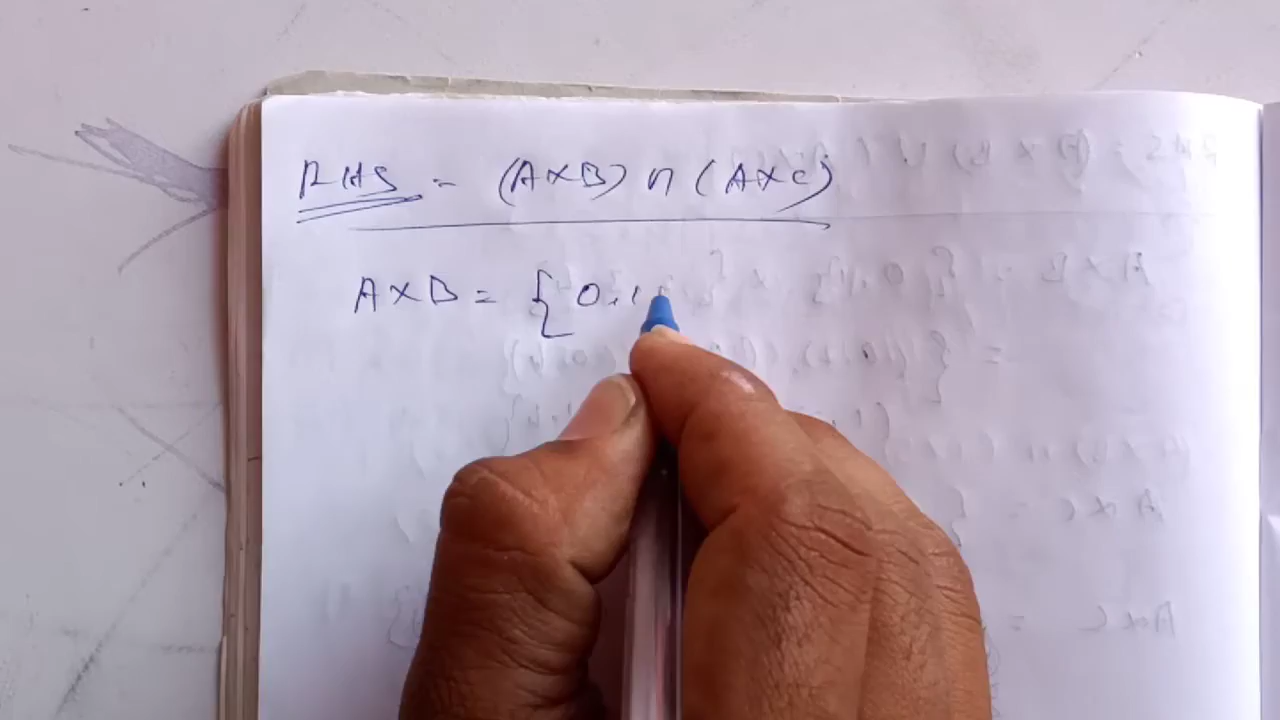 RHS = (A×B) n (A×C)
A×B = { 0, 1